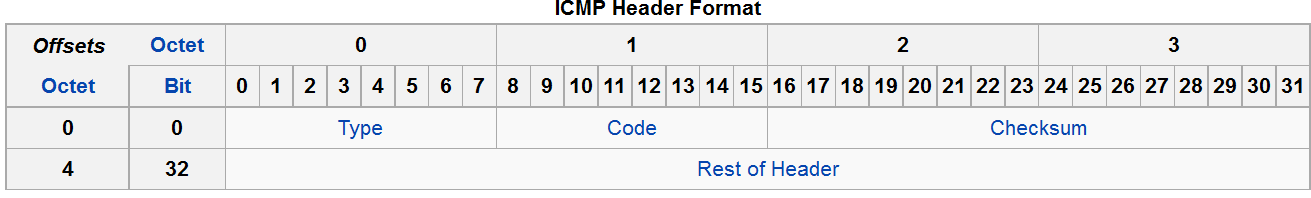 ICMP Header Format
Offsets Octet 0 1 2 3
Octet Bit 0 1 2 3 4 5 6 7 8 9 10 11 12 13 14 15 16 17 18 19 20 21 22 23 24 25 26 27 28 29 30 31
0 0 Type Code Checksum
4 32 Rest of Header